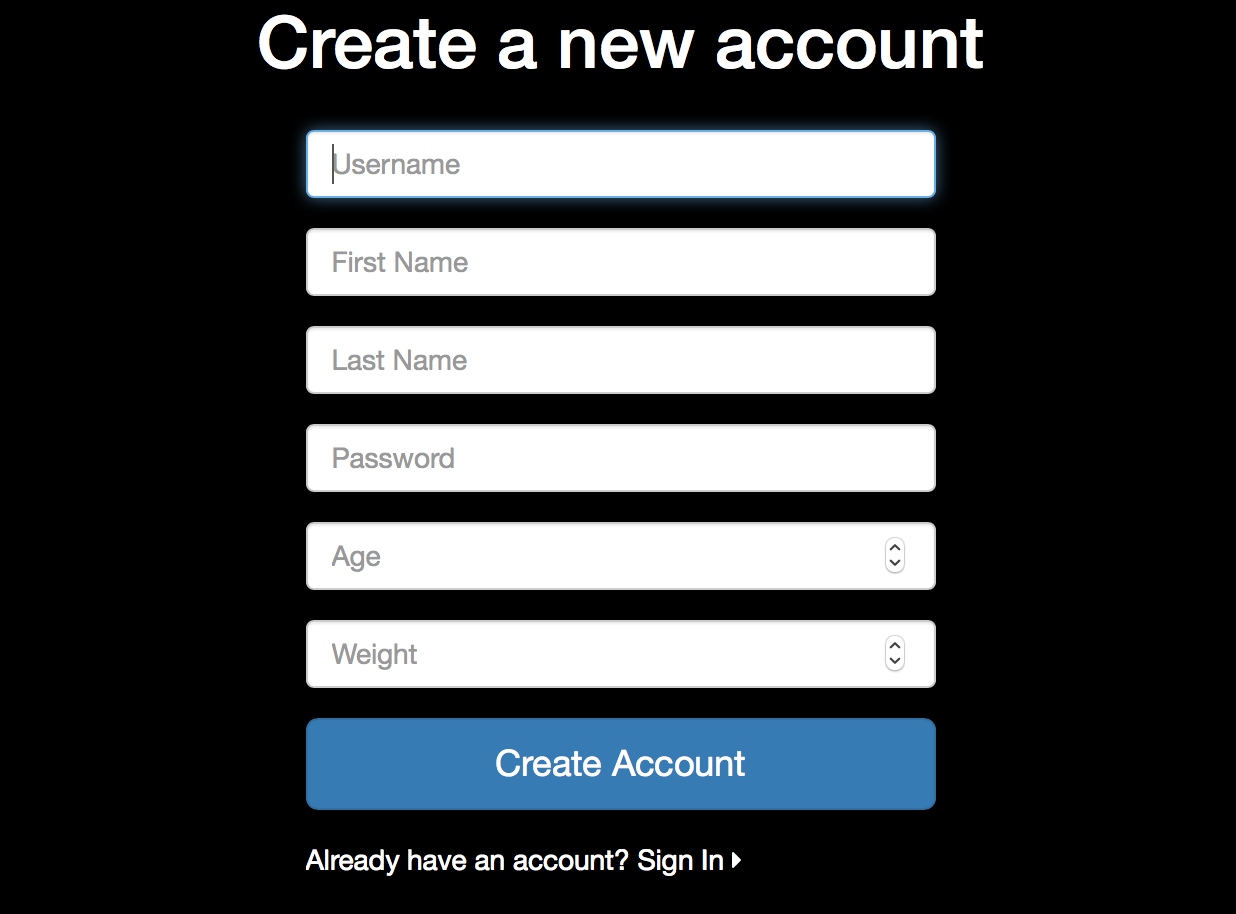 Create a new account
Username
First Name
Last Name
Password
Age
Weight
Create Account
Already have an account? Sign In